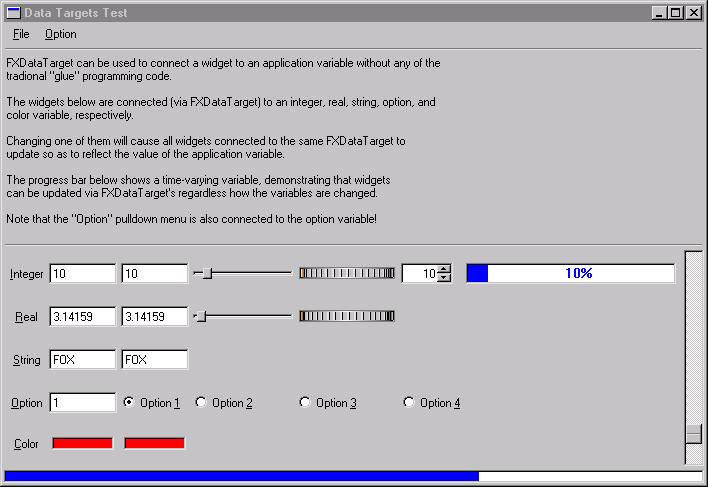 Data Targets Test
File Option
FXDataTarget can be used to connect a widget to an application variable without any of the
tradional "glue" programming code.
The widgets below are connected (via FXDataTarget) to an integer, real, string, option, and
color variable, respectively.
Changing one of them will cause all widgets connected to the same FXDataTarget to
update so as to reflect the value of the application variable.
The progress bar below shows a time-varying variable, demonstrating that widgets
can be updated via FXDataTarget's regardless how the variables are changed.
Note that the "Option" pulldown menu is also connected to the option variable!
Integer 10 10 10 10%
Real 3.14159 3.14159
String FOX FOX
Option 1 Option 1 Option 2 Option 3 Option 4
Color